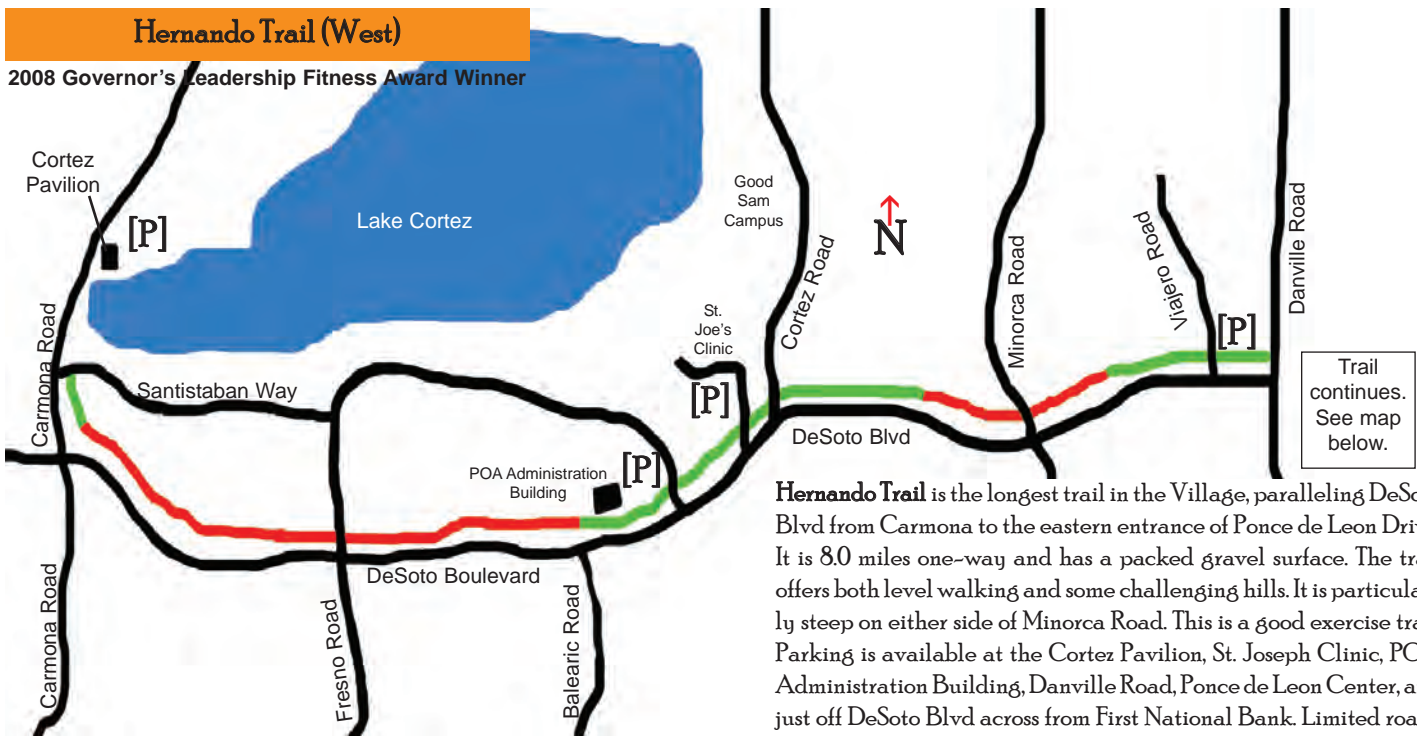 Hernando Trail (West)
2008 Governor's Leadership Fitness Award Winner
Cortez
Pavilion
[P]
Lake Cortez
Good
Sam
Campus
N
Cortez Road
Minorca Road
Viajero Road
Danville Road
[P]
Carmona Road
Santistaban Way
St.
Joe's
Clinic
[P]
DeSoto Blvd
Trail
continues.
See map
below.
POA Administration
Building
[P]
DeSoto Boulevard
Carmona Road
Fresno Road
Balearic Road
Hernando Trail is the longest trail in the Village, paralleling DeSo
Blvd from Carmona to the eastern entrance of Ponce de Leon Driv
It is 8.0 miles one-way and has a packed gravel surface. The tra
offers both level walking and some challenging hills. It is particula
ly steep on either side of Minorca Road. This is a good exercise tra
Parking is available at the Cortez Pavilion, St. Joseph Clinic, PO
Administration Building, Danville Road, Ponce de Leon Center, a
just off DeSoto Blvd across from First National Bank. Limited roa